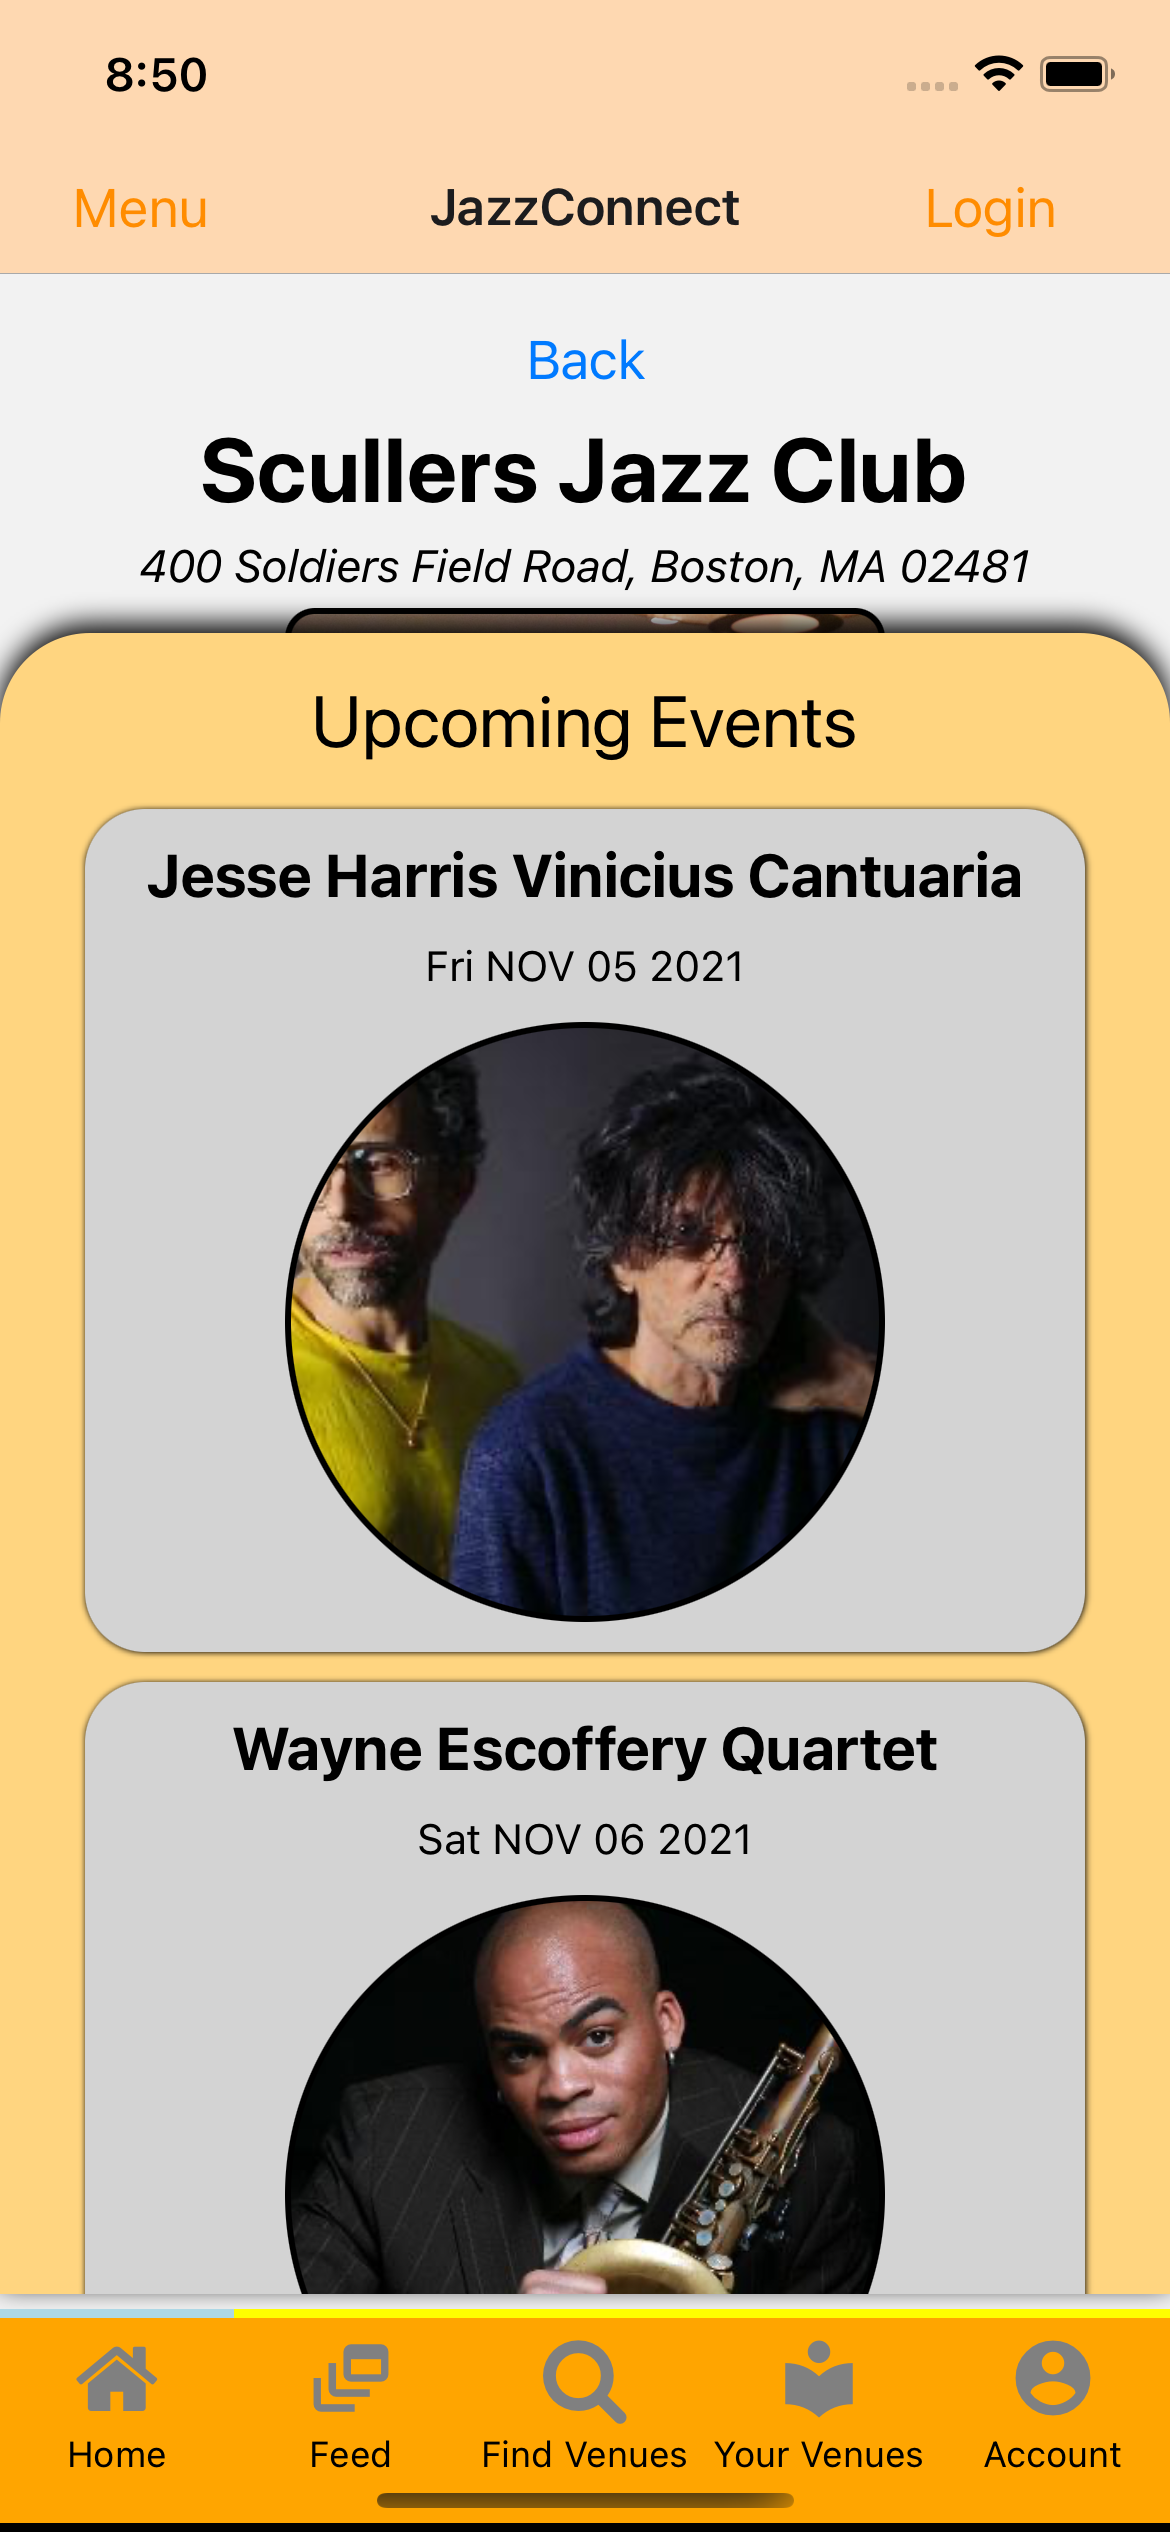 8:50
Menu JazzConnect Login
Back
Scullers Jazz Club
400 Soldiers Field Road, Boston, MA 02481
Upcoming Events
Jesse Harris Vinicius Cantuaria
Fri NOV 05 2021
Wayne Escoffery Quartet
Sat NOV 06 2021
Home Feed Find Venues Your Venues Account